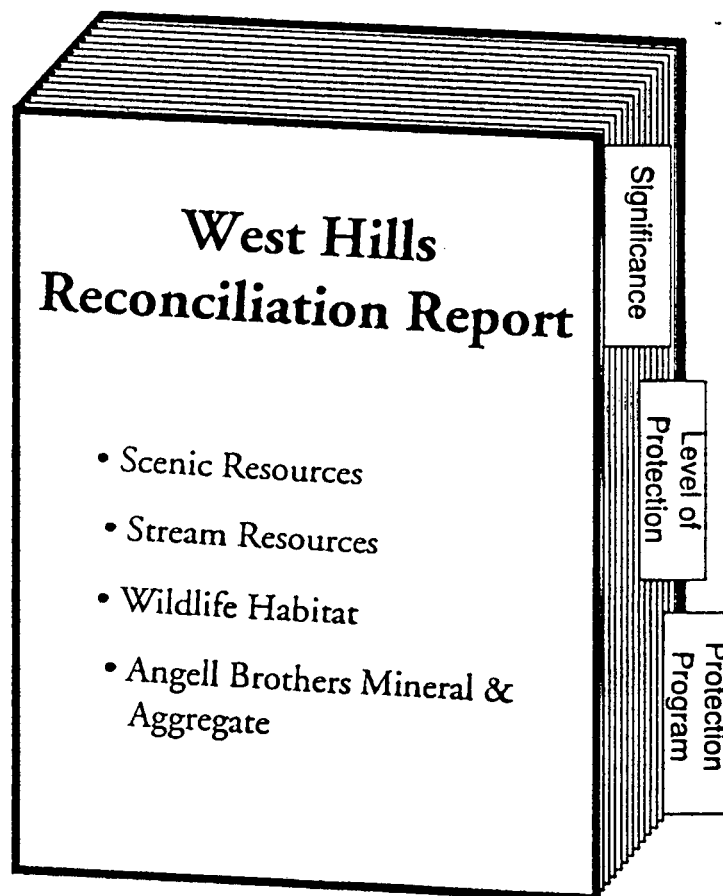 West Hills
Reconciliation Report
• Scenic Resources
• Stream Resources
• Wildlife Habitat
• Angell Brothers Mineral &
Aggregate
Significance
Level of
Protection
Protection
Program